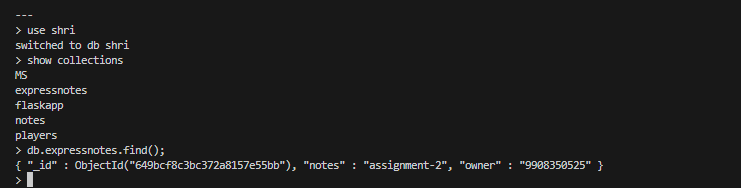 ---
> use shri
switched to db shri
> show collections
MS
expressnotes
flaskapp
notes
players
> db.expressnotes.find();
{ "_id" : ObjectId("649bcf8c3bc372a8157e55bb"), "notes" : "assignment-2", "owner" : "9908350525" }
>